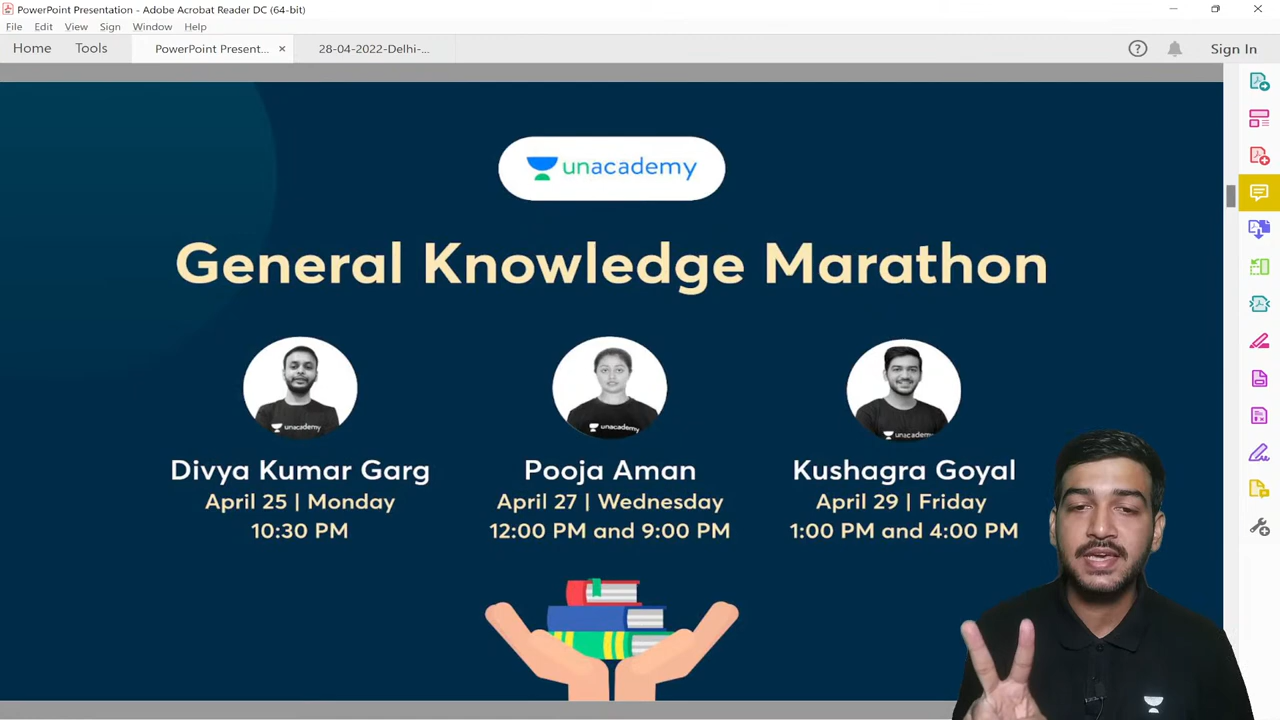 PowerPoint Presentation - Adobe Acrobat Reader DC (64-bit)
File Edit View Sign Window Help
Home Tools PowerPoint Present... × 28-04-2022-Delhi-... Sign In
unacademy
General Knowledge Marathon
unacademy unacademy unacademy
Divya Kumar Garg Pooja Aman Kushagra Goyal
April 25 | Monday April 27 | Wednesday April 29 | Friday
10:30 PM 12:00 PM and 9:00 PM 1:00 PM and 4:00 PM